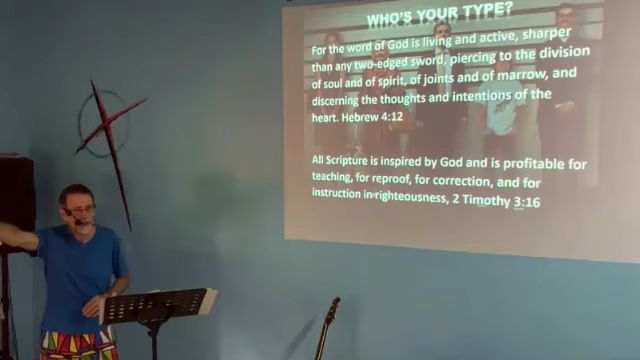 WHO'S YOUR TYPE?
For the word of God is living and active, sharper
than any two-edged sword, piercing to the division
of soul and of spirit, of joints and of marrow, and
discerning the thoughts and intentions of the
heart. Hebrew 4:12
All Scripture is inspired by God and is profitable for
teaching, for reproof, for correction, and for
instruction in righteousness, 2 Timothy 3:16